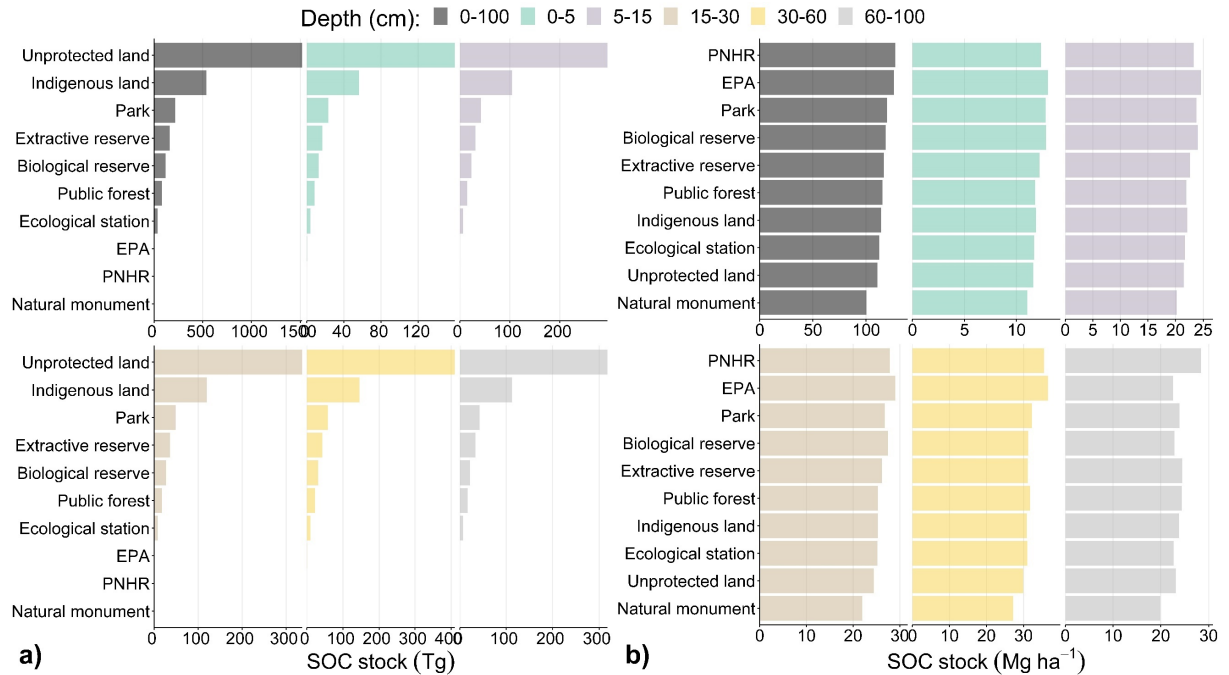 Depth (cm): 0-100 0-5 5-15 15-30 30-60 60-100
Unprotected land
Indigenous land
Park
Extractive reserve
Biological reserve
Public forest
Ecological station
EPA
PNHR
Natural monument
0 500 1000 1500
0 40 80 120
0 100 200
Unprotected land
Indigenous land
Park
Extractive reserve
Biological reserve
Public forest
Ecological station
EPA
PNHR
Natural monument
0 100 200 300
0 100 200 300 400
0 100 200 300
a)
SOC stock (Tg)
PNHR
EPA
Park
Biological reserve
Extractive reserve
Public forest
Indigenous land
Ecological station
Unprotected land
Natural monument
0 50 100
0 5 10
0 5 10 15 20 25
PNHR
EPA
Park
Biological reserve
Extractive reserve
Public forest
Indigenous land
Ecological station
Unprotected land
Natural monument
0 10 20 30
0 10 20 30
0 10 20 30
b)
SOC stock (Mg ha⁻¹)